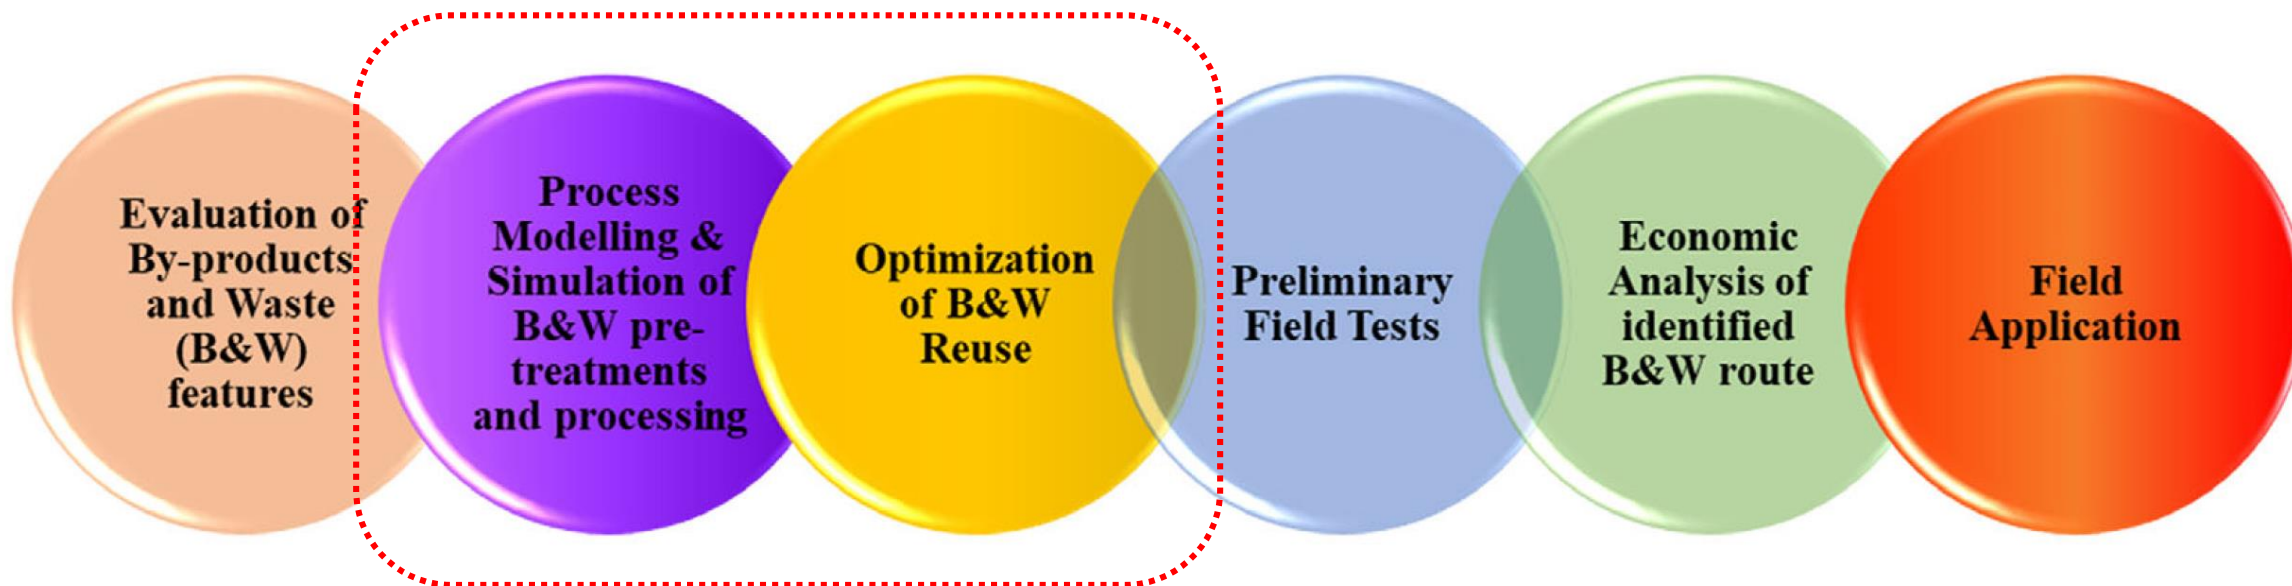 Evaluation of
By-products
and Waste
(B&W)
features
Process
Modelling &
Simulation of
B&W pre-
treatments
and processing
Optimization
of B&W
Reuse
Preliminary
Field Tests
Economic
Analysis of
identified
B&W route
Field
Application